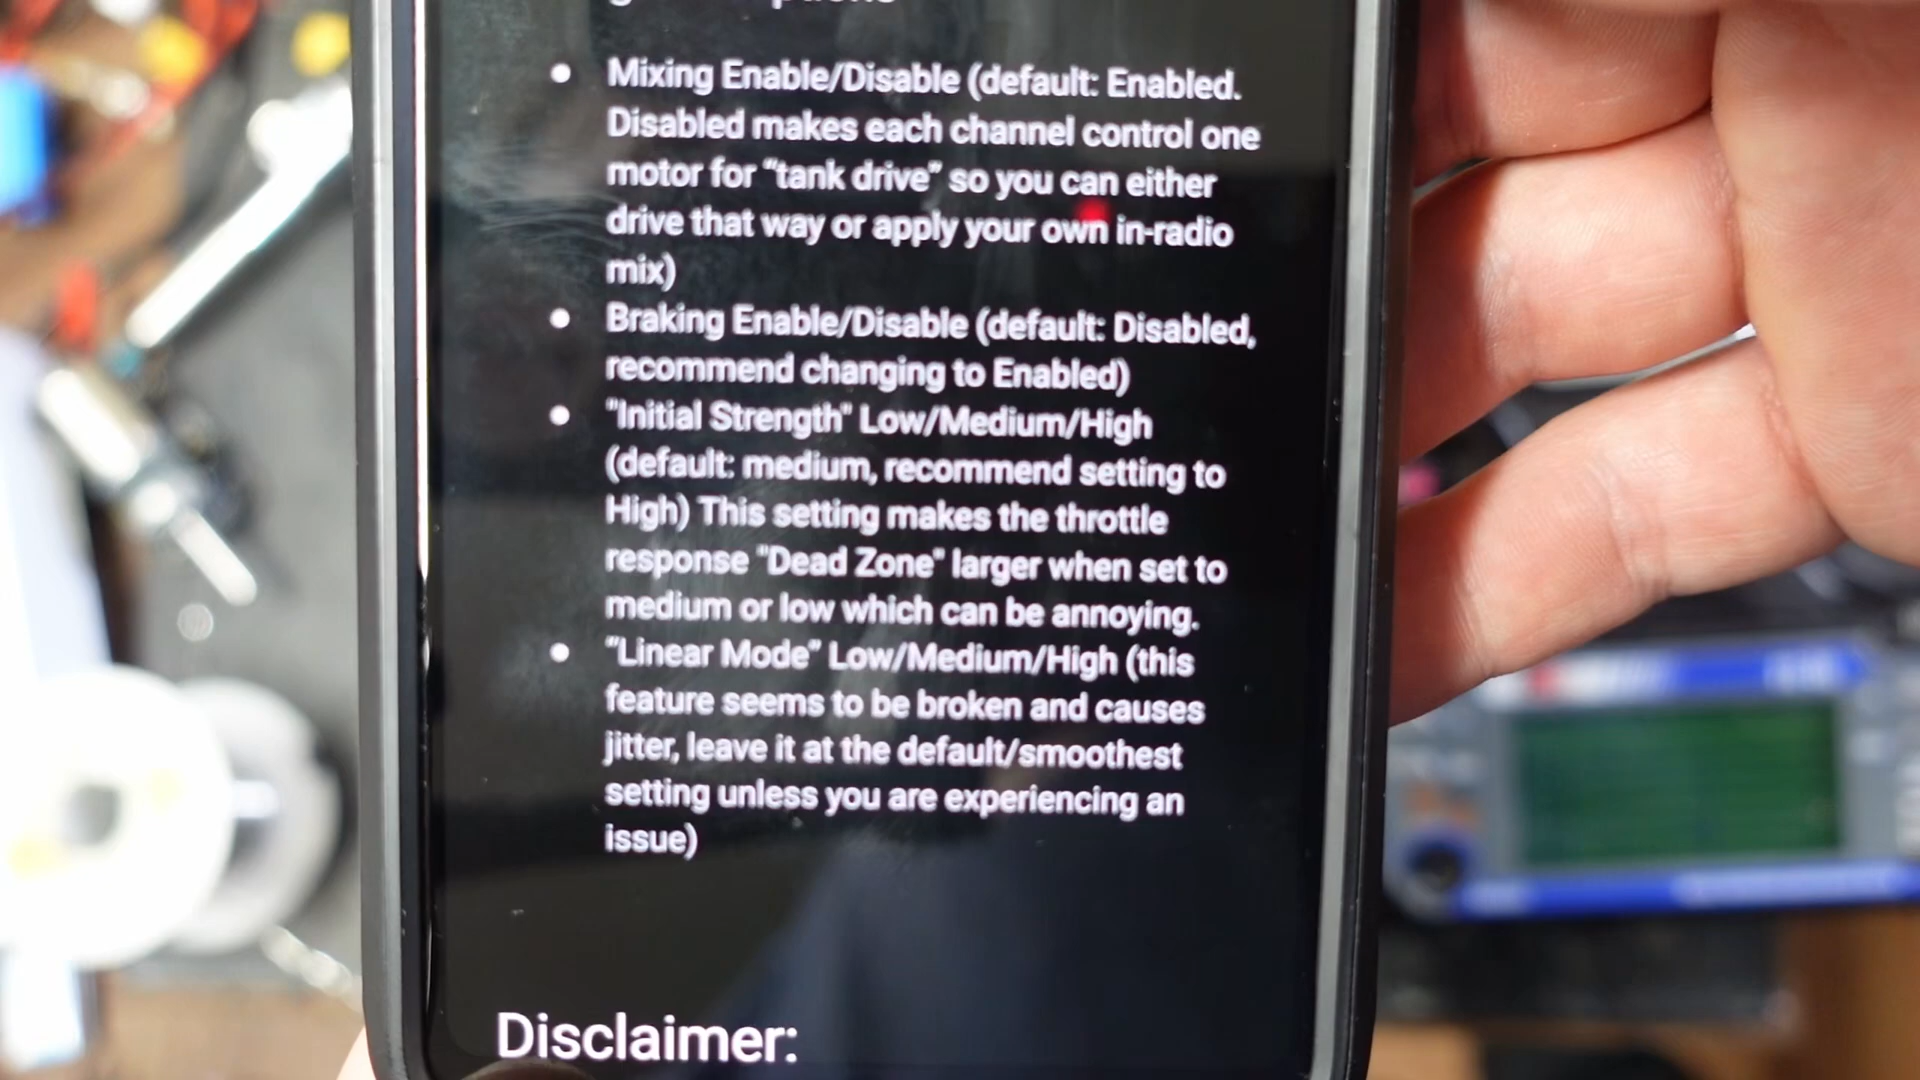 • Mixing Enable/Disable (default: Enabled.
Disabled makes each channel control one
motor for “tank drive” so you can either
drive that way or apply your own in-radio
mix)
• Braking Enable/Disable (default: Disabled,
recommend changing to Enabled)
• "Initial Strength" Low/Medium/High
(default: medium, recommend setting to
High) This setting makes the throttle
response "Dead Zone" larger when set to
medium or low which can be annoying.
• “Linear Mode” Low/Medium/High (this
feature seems to be broken and causes
jitter, leave it at the default/smoothest
setting unless you are experiencing an
issue)
Disclaimer: